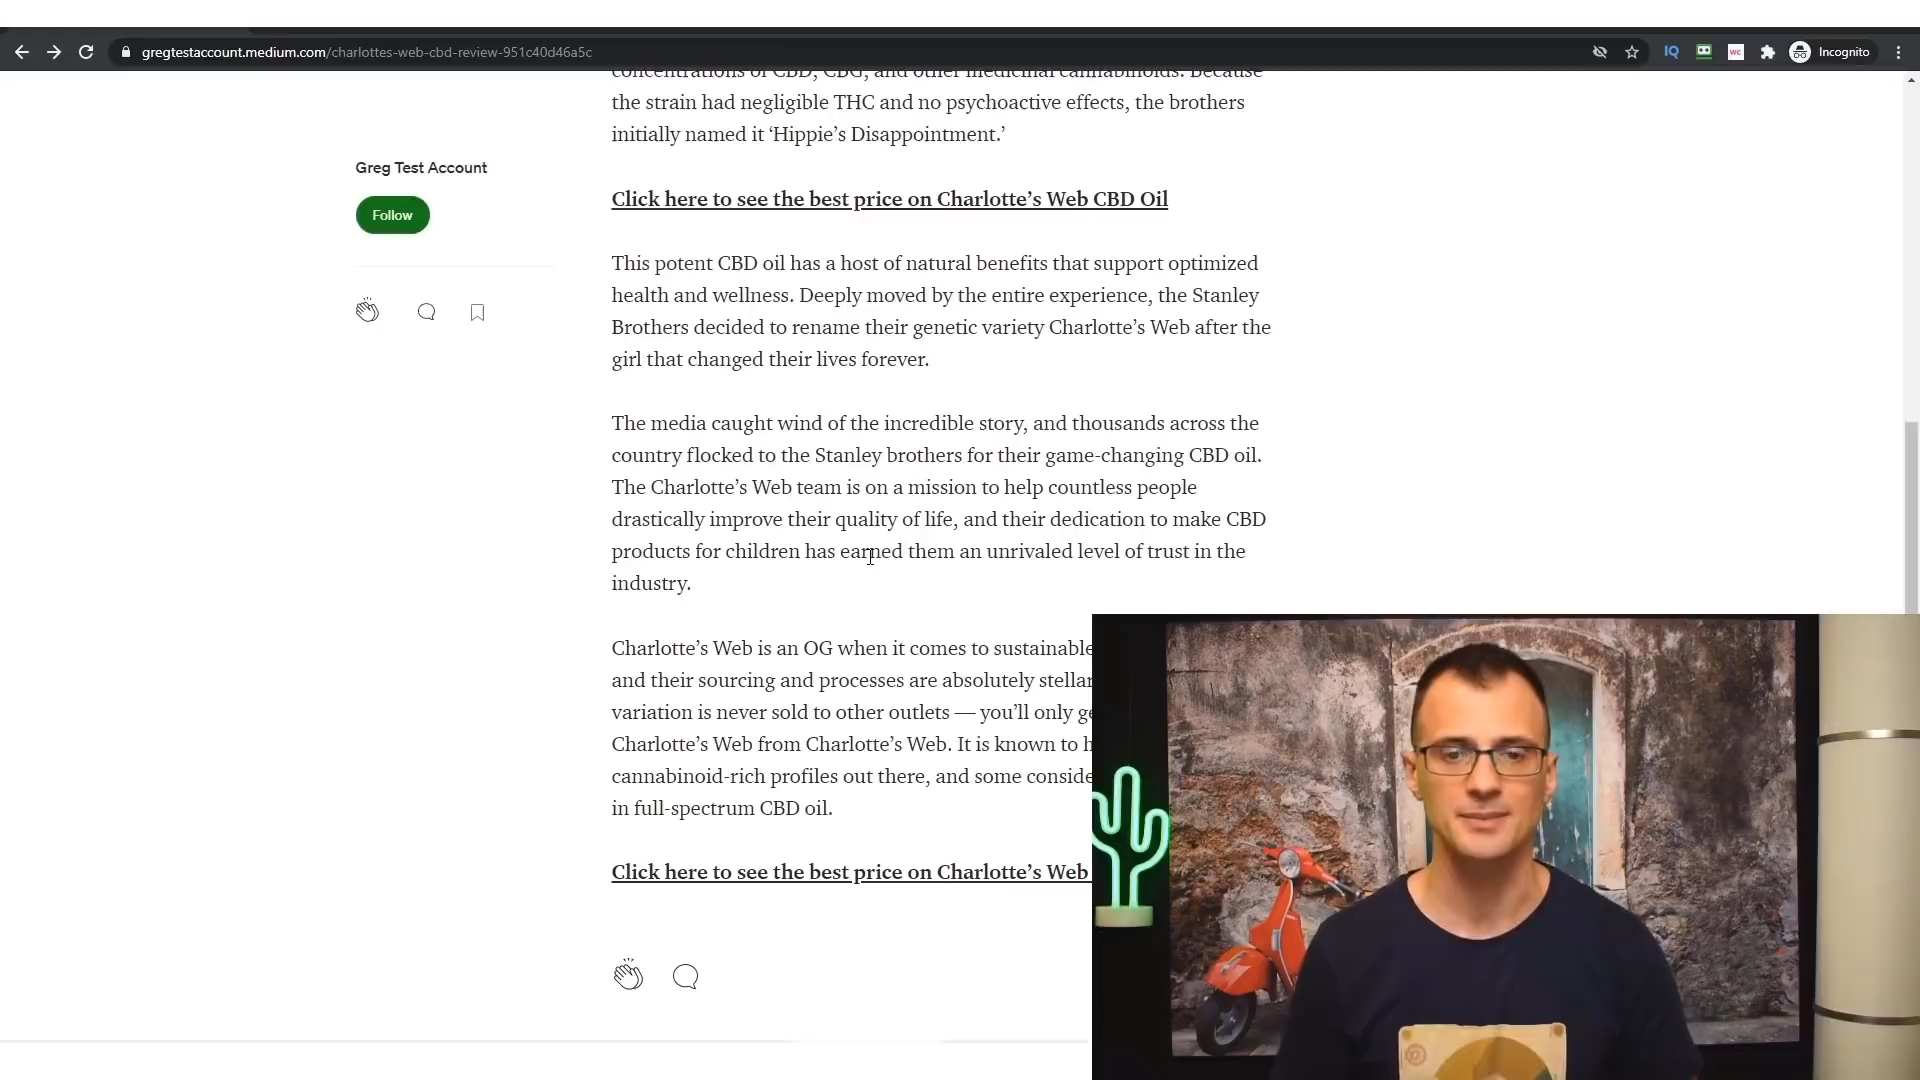 gregtestaccount.medium.com/charlottes-web-cbd-review-951c40d46a5c
IQ
wc
Incognito
concentrations of CBD, CBG, and other medicinal cannabinoids. Because
the strain had negligible THC and no psychoactive effects, the brothers
initially named it ‘Hippie’s Disappointment.’
Greg Test Account
Follow
Click here to see the best price on Charlotte’s Web CBD Oil
This potent CBD oil has a host of natural benefits that support optimized
health and wellness. Deeply moved by the entire experience, the Stanley
Brothers decided to rename their genetic variety Charlotte’s Web after the
girl that changed their lives forever.
The media caught wind of the incredible story, and thousands across the
country flocked to the Stanley brothers for their game-changing CBD oil.
The Charlotte’s Web team is on a mission to help countless people
drastically improve their quality of life, and their dedication to make CBD
products for children has earned them an unrivaled level of trust in the
industry.
Charlotte’s Web is an OG when it comes to sustainable
and their sourcing and processes are absolutely stellar
variation is never sold to other outlets — you’ll only
Charlotte’s Web from Charlotte’s Web. It is known to
cannabinoid-rich profiles out there, and some
in full-spectrum CBD oil.
Click here to see the best price on Charlotte’s Web